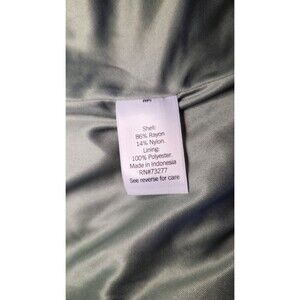 Shell:
86% Rayon
14% Nylon
Lining:
100% Polyester
Made in Indonesia
RN#73277
See reverse for care